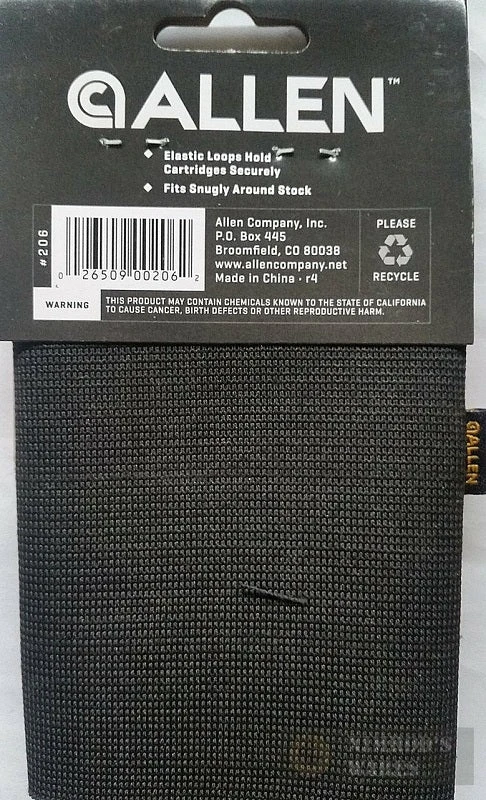 ALLEN™
◆ Elastic Loops Hold
Cartridges Securely
◆ Fits Snugly Around Stock
#206
0 26509 00206 2
Allen Company, Inc.
P.O. Box 445
Broomfield, CO 80038
www.allencompany.net
Made in China · r4
PLEASE
RECYCLE
WARNING
THIS PRODUCT MAY CONTAIN CHEMICALS KNOWN TO THE STATE OF CALIFORNIA
TO CAUSE CANCER, BIRTH DEFECTS OR OTHER REPRODUCTIVE HARM.
ALLEN
NIMROD'S
WARES